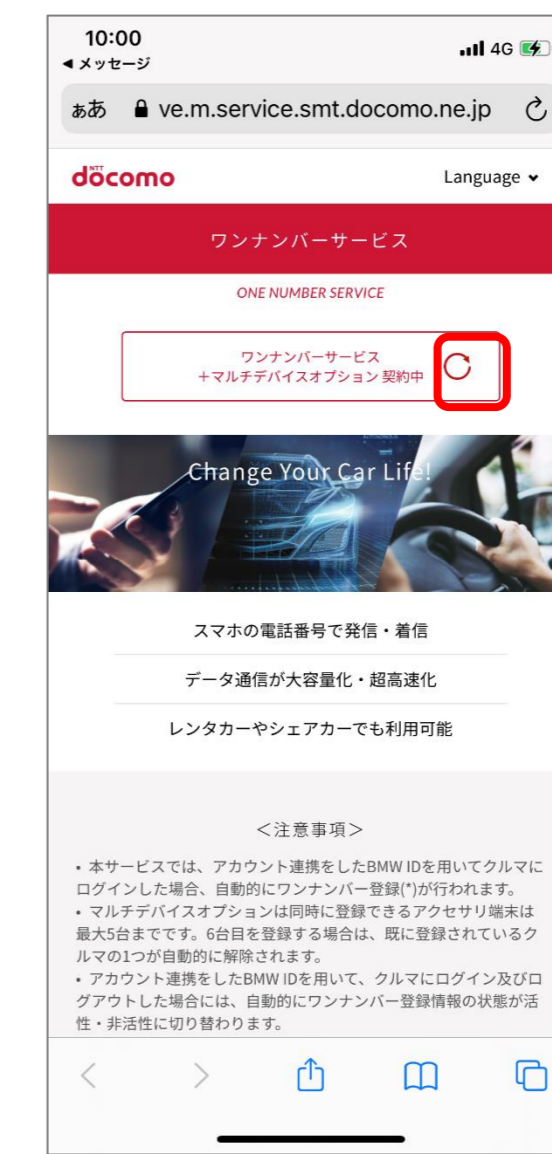 10:00
4G
◀ メッセージ
ぁあ ve.m.service.smt.docomo.ne.jp
NTT
döcomo
Language
ワンナンバーサービス
ONE NUMBER SERVICE
ワンナンバーサービス
＋マルチデバイスオプション 契約中
Change Your Car Life!
スマホの電話番号で発信・着信
データ通信が大容量化・超高速化
レンタカーやシェアカーでも利用可能
＜注意事項＞
• 本サービスでは、アカウント連携をしたBMW IDを用いてクルマに
ログインした場合、自動的にワンナンバー登録(*)が行われます。
• マルチデバイスオプションは同時に登録できるアクセサリ端末は
最大5台までです。6台目を登録する場合は、既に登録されているク
ルマの1つが自動的に解除されます。
• アカウント連携をしたBMW IDを用いて、クルマにログイン及びロ
グアウトした場合には、自動的にワンナンバー登録情報の状態が活
性・非活性に切り替わります。